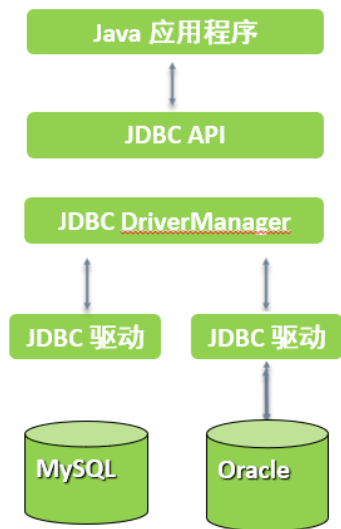 Java 应用程序
JDBC API
JDBC DriverManager
JDBC 驱动
JDBC 驱动
MySQL
Oracle